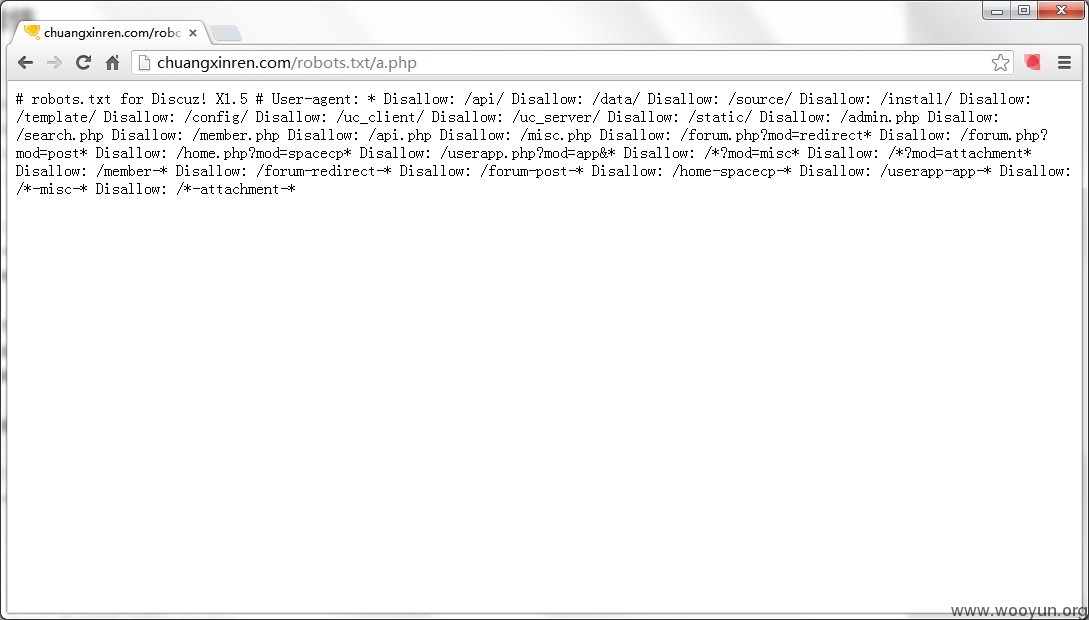 chuangxinren.com/robo
chuangxinren.com/robots.txt/a.php
# robots.txt for Discuz! X1.5 # User-agent: * Disallow: /api/ Disallow: /data/ Disallow: /source/ Disallow: /install/ Disallow:
/template/ Disallow: /config/ Disallow: /uc_client/ Disallow: /uc_server/ Disallow: /static/ Disallow: /admin.php Disallow:
/search.php Disallow: /member.php Disallow: /api.php Disallow: /misc.php Disallow: /forum.php?mod=redirect* Disallow: /forum.php?
mod=post* Disallow: /home.php?mod=spacecp* Disallow: /userapp.php?mod=app&* Disallow: /*?mod=misc* Disallow: /*?mod=attachment*
Disallow: /member-* Disallow: /forum-redirect-* Disallow: /forum-post-* Disallow: /home-spacecp-* Disallow: /userapp-app-* Disallow:
/*-misc-* Disallow: /*-attachment-*
www.wooyun.org